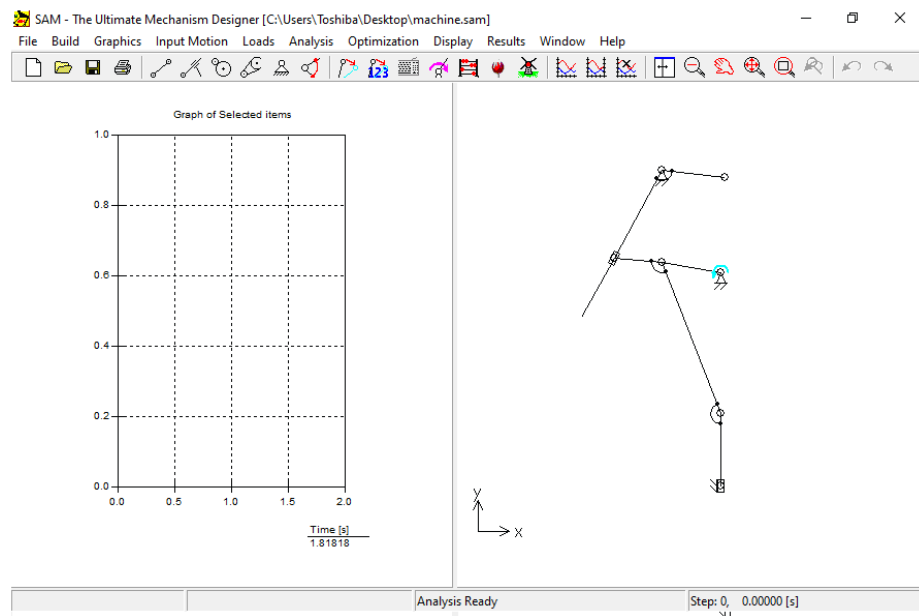 SAM - The Ultimate Mechanism Designer [C:\Users\Toshiba\Desktop\machine.sam]
File Build Graphics Input Motion Loads Analysis Optimization Display Results Window Help
123
Graph of Selected items
1.0
0.8
0.6
0.4
0.2
0.0
0.0 0.5 1.0 1.5 2.0
Time [s]
1.81818
y
x
Analysis Ready
Step: 0, 0.00000 [s]